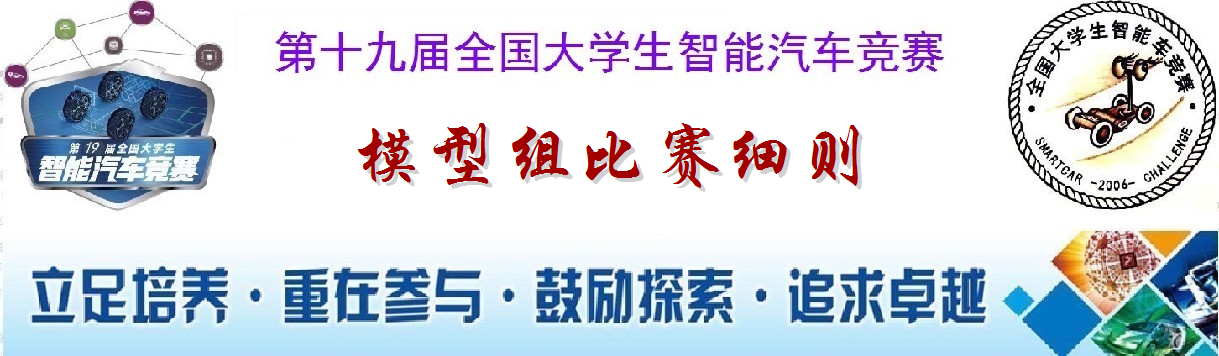 第十九届全国大学生智能汽车竞赛
模型组比赛细则
第19届全国大学生
智能汽车竞赛
·全国大学生智能车竞赛·
SMARTCAR -2006- CHALLENGE
立足培养·重在参与·鼓励探索·追求卓越